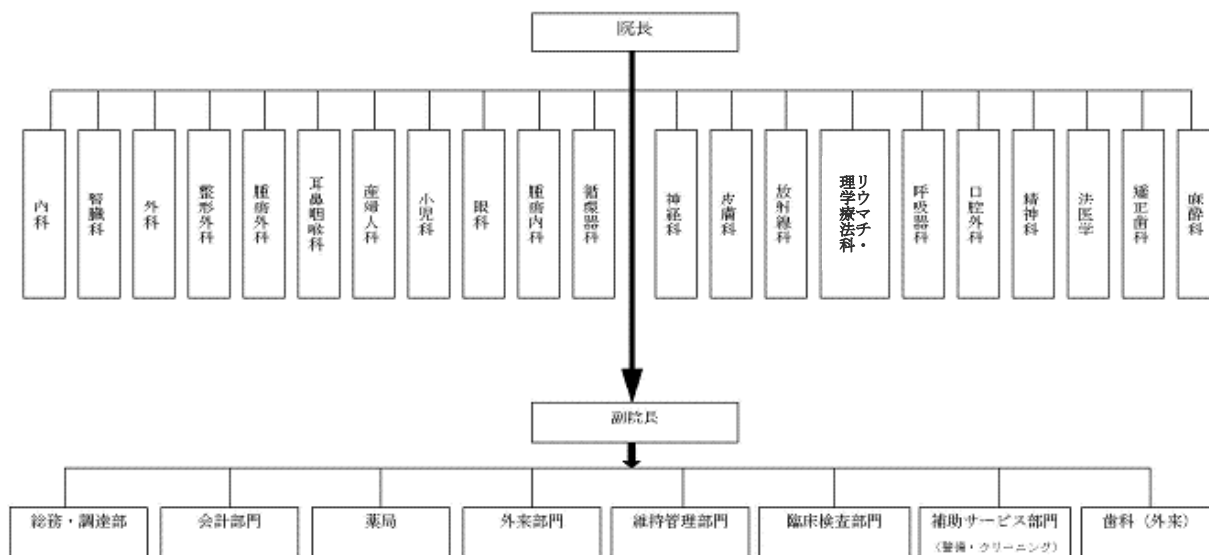 院長
内科
腎臓科
外科
整形外科
腫瘍外科
耳鼻咽喉科
産婦人科
小児科
眼科
腫瘍内科
循環器科
神経科
皮膚科
放射線科
リウマチ・
理学療法科
呼吸器科
口腔外科
精神科
法医学
矯正歯科
麻酔科
副院長
総務・調達部
会計部門
薬局
外来部門
維持管理部門
臨床検査部門
補助サービス部門
(警備・クリーニング)
歯科(外来)